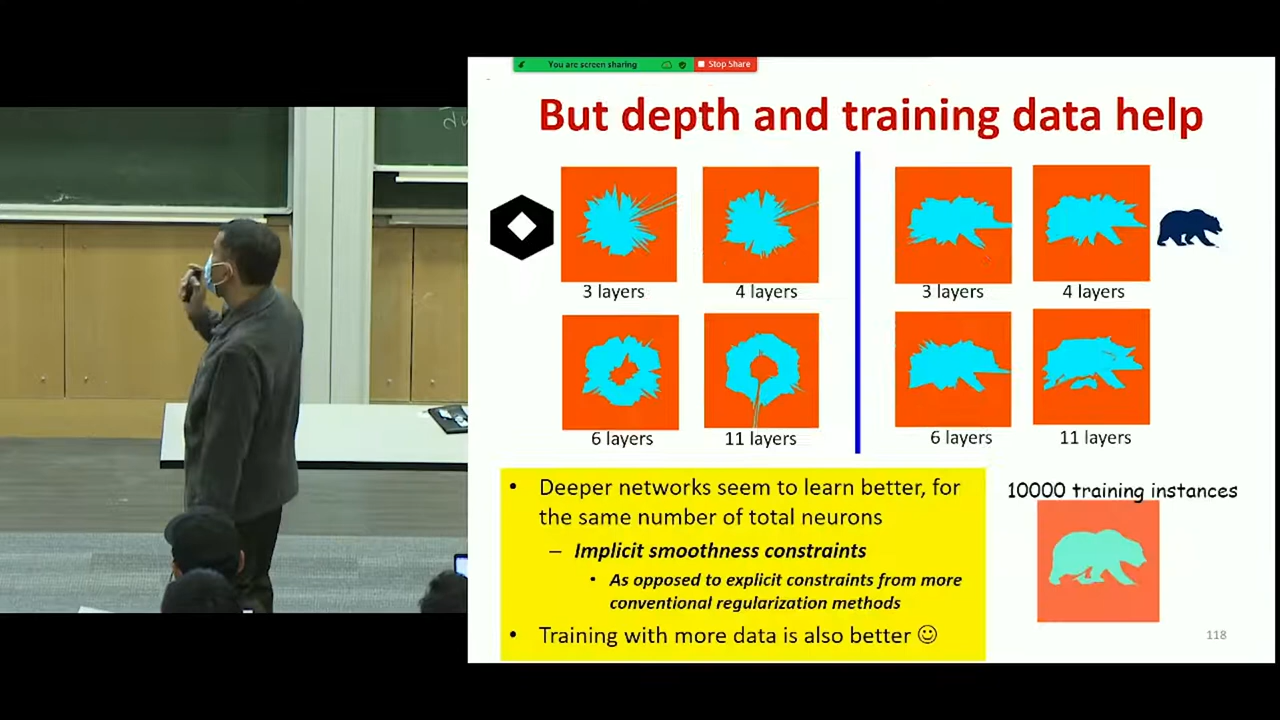 You are screen sharing
Stop Share
But depth and training data help
3 layers
4 layers
3 layers
4 layers
6 layers
11 layers
6 layers
11 layers
• Deeper networks seem to learn better, for
the same number of total neurons
– Implicit smoothness constraints
• As opposed to explicit constraints from more
conventional regularization methods
• Training with more data is also better ☺
10000 training instances
118